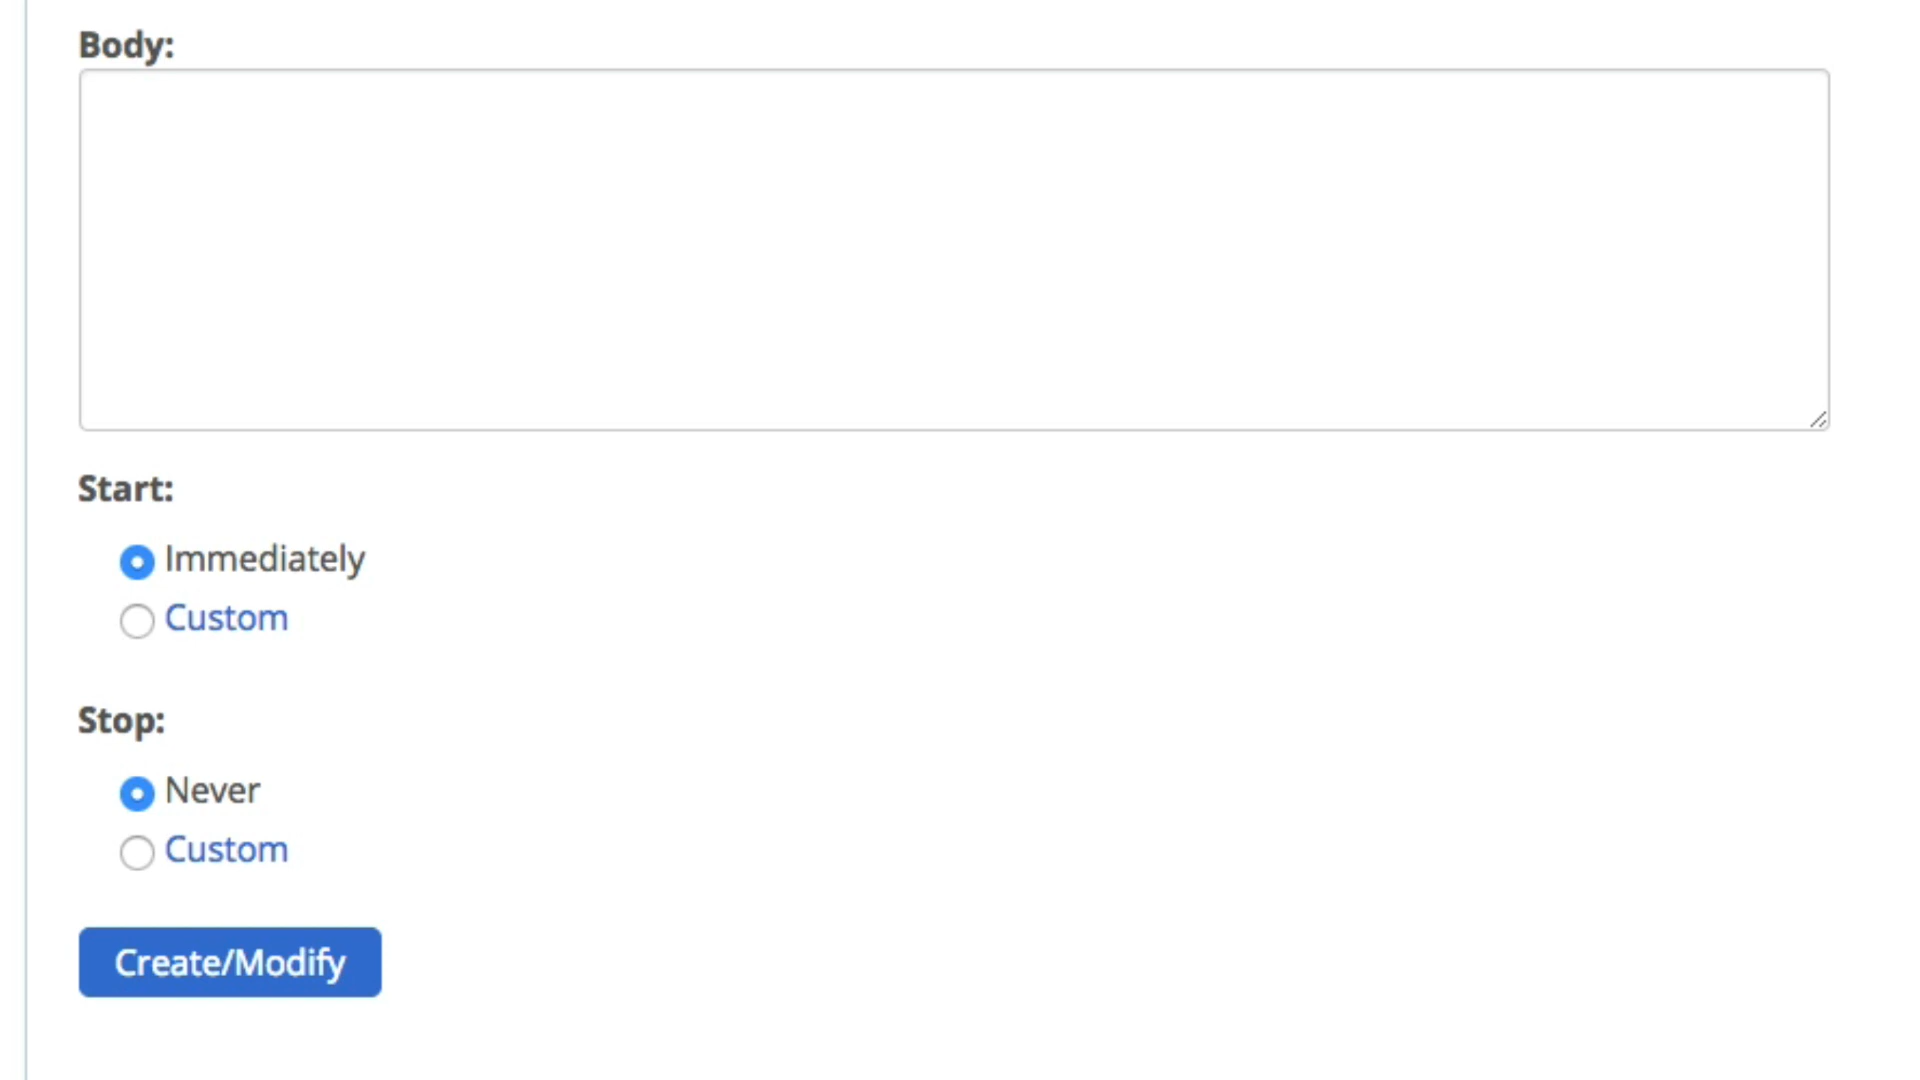 Body:
Start:
Immediately
Custom
Stop:
Never
Custom
Create/Modify